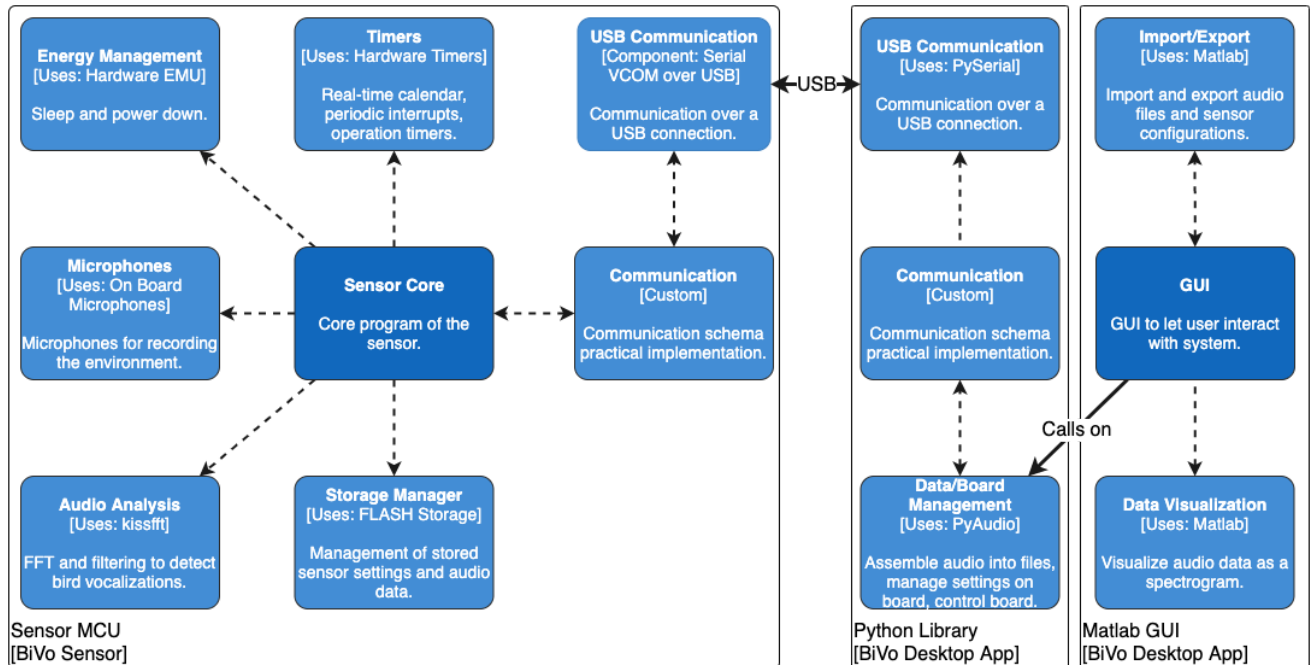 Energy Management
[Uses: Hardware EMU]
Sleep and power down.
Timers
[Uses: Hardware Timers]
Real-time calendar,
periodic interrupts,
operation timers.
USB Communication
[Component: Serial
VCOM over USB]
Communication over a
USB connection.
USB
USB Communication
[Uses: PySerial]
Communication over a
USB connection.
Import/Export
[Uses: Matlab]
Import and export audio
files and sensor
configurations.
Microphones
[Uses: On Board
Microphones]
Microphones for recording
the environment.
Sensor Core
Core program of the
sensor.
Communication
[Custom]
Communication schema
practical implementation.
Communication
[Custom]
Communication schema
practical implementation.
GUI
GUI to let user interact
with system.
Calls on
Audio Analysis
[Uses: kissfft]
FFT and filtering to detect
bird vocalizations.
Storage Manager
[Uses: FLASH Storage]
Management of stored
sensor settings and audio
data.
Data/Board
Management
[Uses: PyAudio]
Assemble audio into files,
manage settings on
board, control board.
Data Visualization
[Uses: Matlab]
Visualize audio data as a
spectrogram.
Sensor MCU
[BiVo Sensor]
Python Library
[BiVo Desktop App]
Matlab GUI
[BiVo Desktop App]